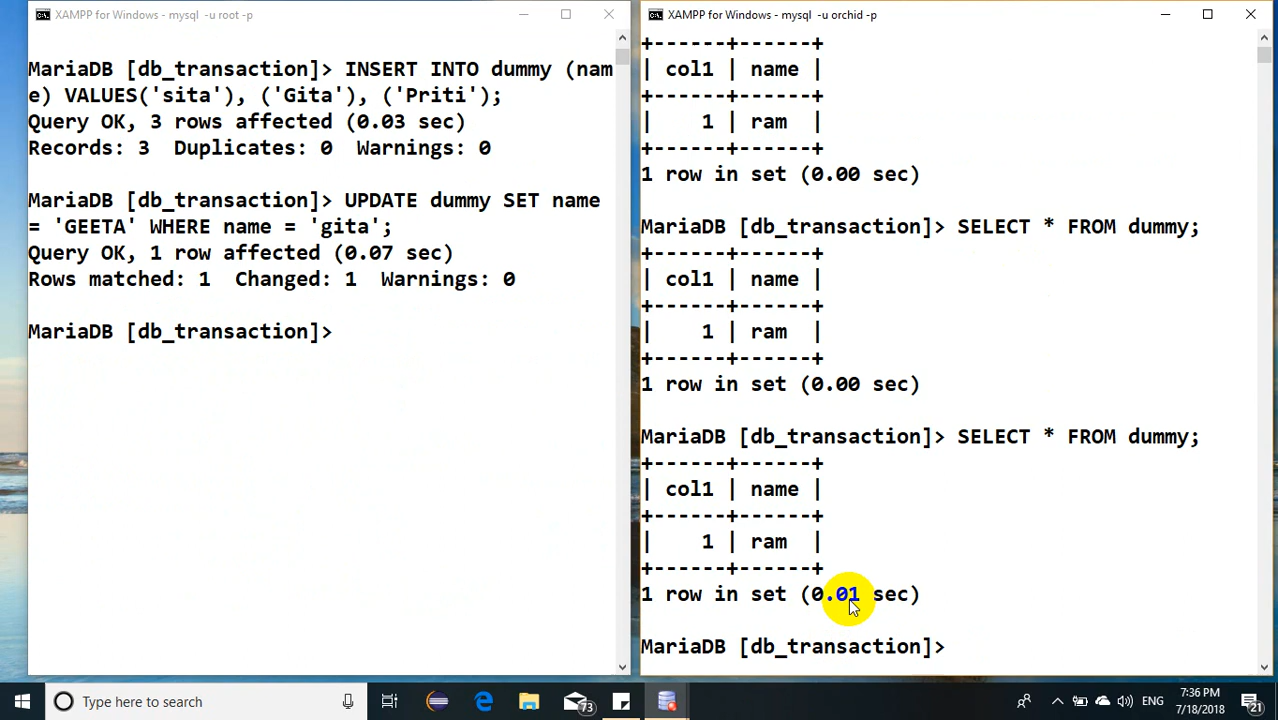 XAMPP for Windows - mysql -u root -p
MariaDB [db_transaction]> INSERT INTO dummy (nam
e) VALUES('sita'), ('Gita'), ('Priti');
Query OK, 3 rows affected (0.03 sec)
Records: 3  Duplicates: 0  Warnings: 0
MariaDB [db_transaction]> UPDATE dummy SET name
= 'GEETA' WHERE name = 'gita';
Query OK, 1 row affected (0.07 sec)
Rows matched: 1  Changed: 1  Warnings: 0
MariaDB [db_transaction]>
XAMPP for Windows - mysql -u orchid -p
+------+------+
| col1 | name |
+------+------+
|    1 | ram  |
+------+------+
1 row in set (0.00 sec)
MariaDB [db_transaction]> SELECT * FROM dummy;
+------+------+
| col1 | name |
+------+------+
|    1 | ram  |
+------+------+
1 row in set (0.00 sec)
MariaDB [db_transaction]> SELECT * FROM dummy;
+------+------+
| col1 | name |
+------+------+
|    1 | ram  |
+------+------+
1 row in set (0.01 sec)
MariaDB [db_transaction]>
Type here to search
73
ENG
7:36 PM
7/18/2018
21